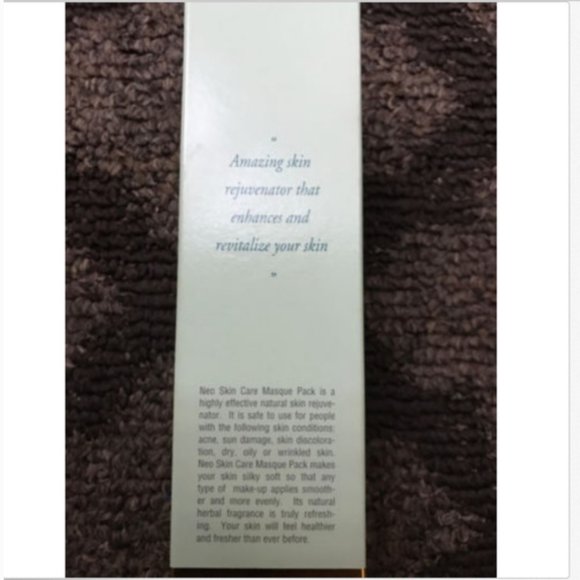 "
Amazing skin
rejuvenator that
enhances and
revitalize your skin
"
Neo Skin Care Masque Pack is a
highly effective natural skin rejuve-
nator. It is safe to use for people
with the following skin conditions:
acne, sun damage, skin discolora-
tion, dry, oily or wrinkled skin.
Neo Skin Care Masque Pack makes
your skin silky soft so that any
type of make-up applies smooth-
er and more evenly. Its natural
herbal fragrance is truly refresh-
ing. Your skin will feel healthier
and fresher than ever before.